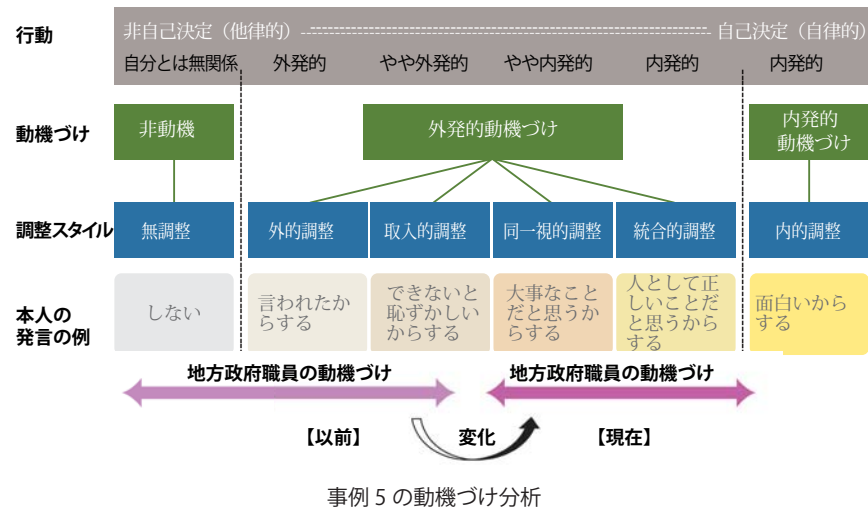 行動
非自己決定（他律的） 自己決定（自律的）
自分とは無関係 外発的 やや外発的 やや内発的 内発的 内発的
動機づけ
非動機
外発的動機づけ
内発的
動機づけ
調整スタイル
無調整 外的調整 取入的調整 同一視的調整 統合的調整 内的調整
本人の
発言の例
しない
言われたか
らする
できないと
恥ずかしい
からする
大事なこと
だと思うか
らする
人として正
しいことだ
と思うから
する
面白いから
する
地方政府職員の動機づけ 地方政府職員の動機づけ
【以前】 変化 【現在】
事例 5 の動機づけ分析